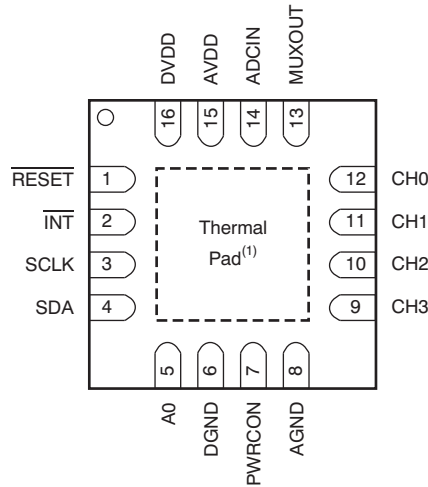 DVDD AVDD ADCIN MUXOUT
16 15 14 13
RESET 1 12 CH0
INT 2 11 CH1
SCLK 3 10 CH2
SDA 4 9 CH3
Thermal
Pad(1)
5 6 7 8
A0 DGND PWRCON AGND